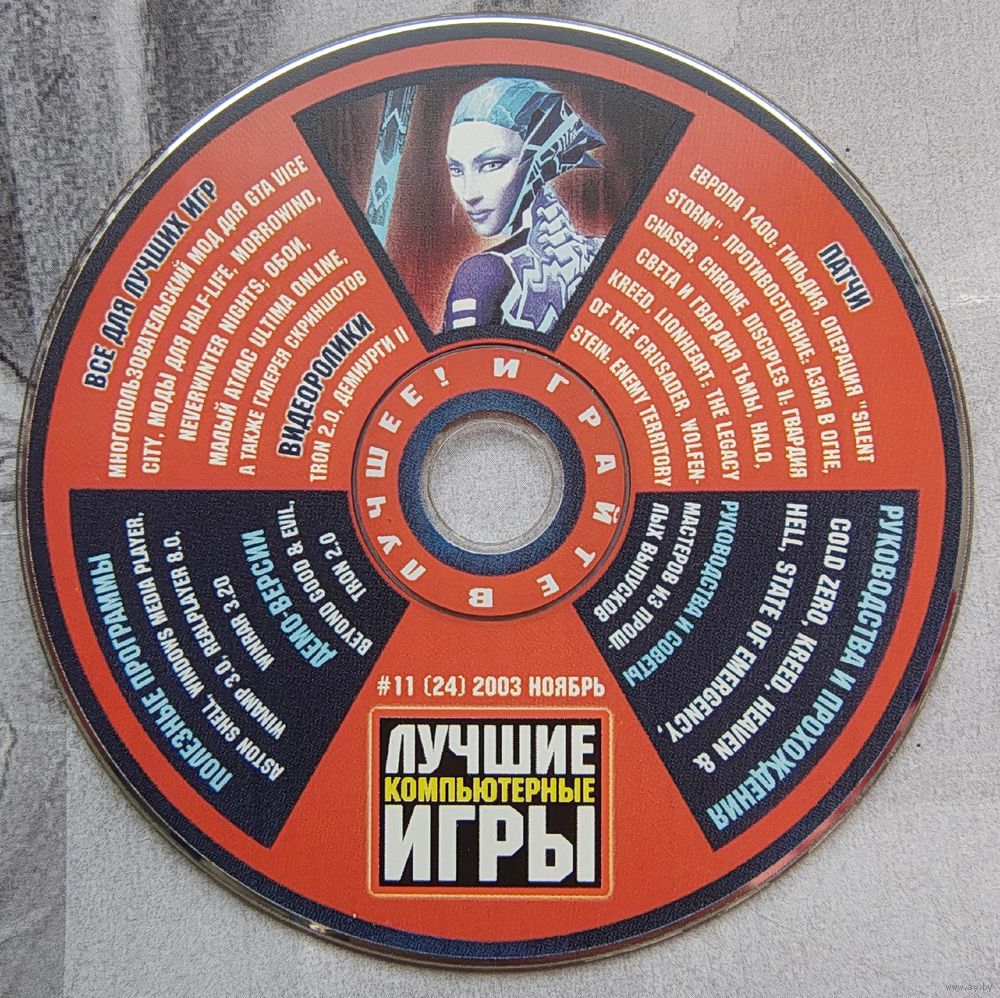 ВСЕ ДЛЯ ЛУЧШИХ ИГР
МНОГОПОЛЬЗОВАТЕЛЬСКИЙ МОД ДЛЯ GTA VICE
CITY, МОДЫ ДЛЯ HALF-LIFE, MORROWIND,
NEVERWINTER NIGHTS, ОБОИ,
МАЛЫЙ АТЛАС ULTIMA ONLINE,
А ТАКЖЕ ГАЛЕРЕЯ СКРИНШОТОВ
ВИДЕОРОЛИКИ
TRON 2.0, ДЕМИУРГИ II
ПАТЧИ
ЕВРОПА 1400: ГИЛЬДИЯ, ОПЕРАЦИЯ "SILENT
STORM", ПРОТИВОСТОЯНИЕ: АЗИЯ В ОГНЕ,
CHASER, CHROME, DISCIPLES II: ГВАРДИЯ
СВЕТА И ГВАРДИЯ ТЬМЫ, HALO,
KREED, LIONHEART: THE LEGACY
OF THE CRUSADER, WOLFEN-
STEIN: ENEMY TERRITORY
РУКОВОДСТВА И ПРОХОЖДЕНИЯ
COLD ZERO, KREED, HEAVEN &
HELL, STATE OF EMERGENCY,
РУКОВОДСТВА И СОВЕТЫ
МАСТЕРОВ ИЗ ПРОШ-
ЛЫХ ВЫПУСКОВ
ПОЛЕЗНЫЕ ПРОГРАММЫ
ASTON SHELL, WINDOWS MEDIA PLAYER,
WINAMP 3.0, REALPLAYER 8.0,
WINRAR 3.20
ДЕМО-ВЕРСИИ
BEYOND GOOD & EVIL,
TRON 2.0
ИГРАЙТЕ В ЛУЧШЕЕ!
#11 (24) 2003 НОЯБРЬ
ЛУЧШИЕ
КОМПЬЮТЕРНЫЕ
ИГРЫ
www.ay.by